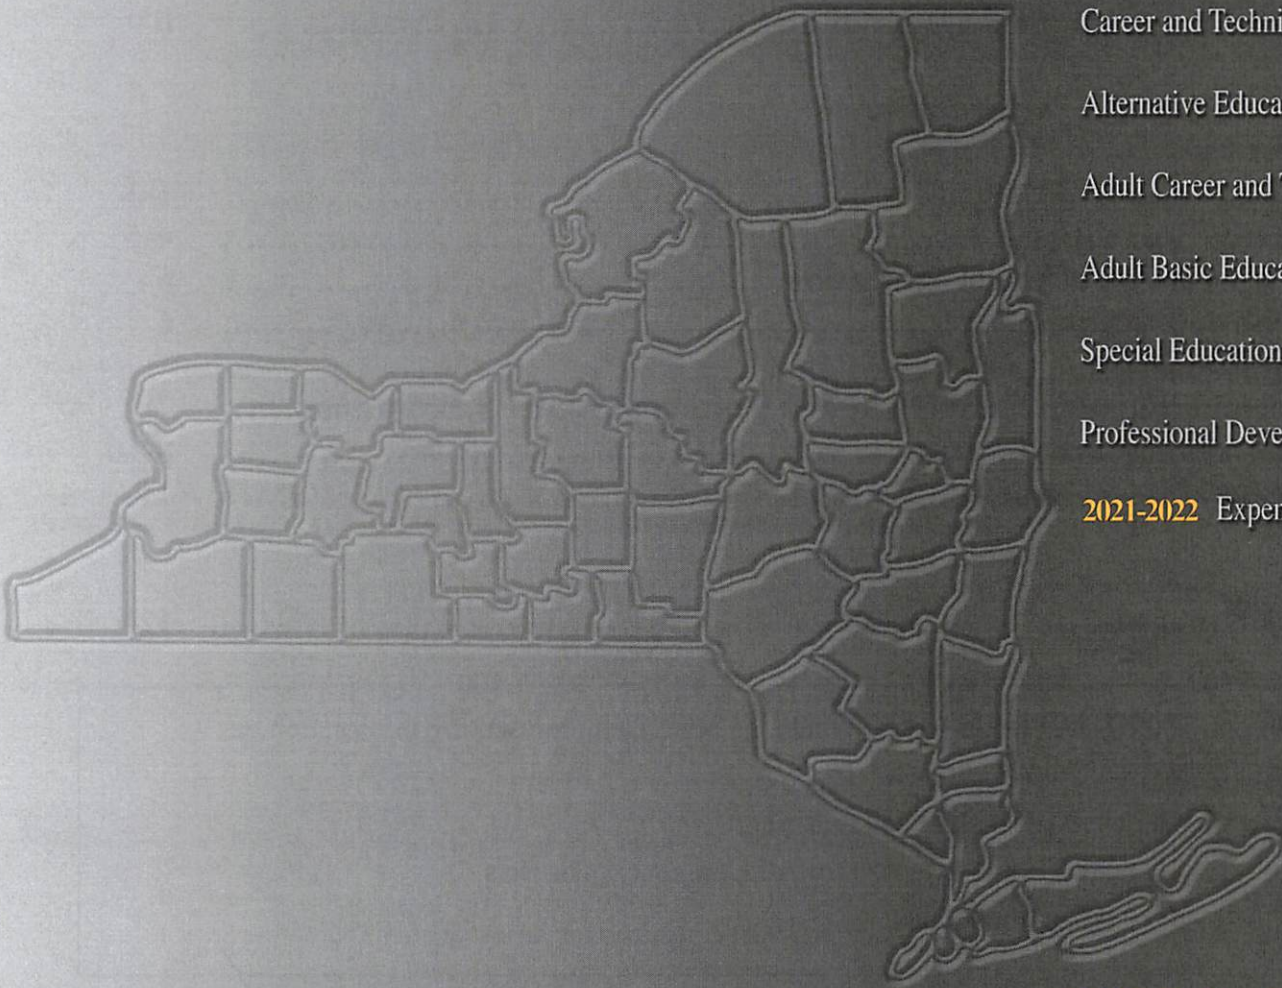 Career and Techni
Alternative Educa
Adult Career and T
Adult Basic Educa
Special Education
Professional Deve
2021-2022 Exper